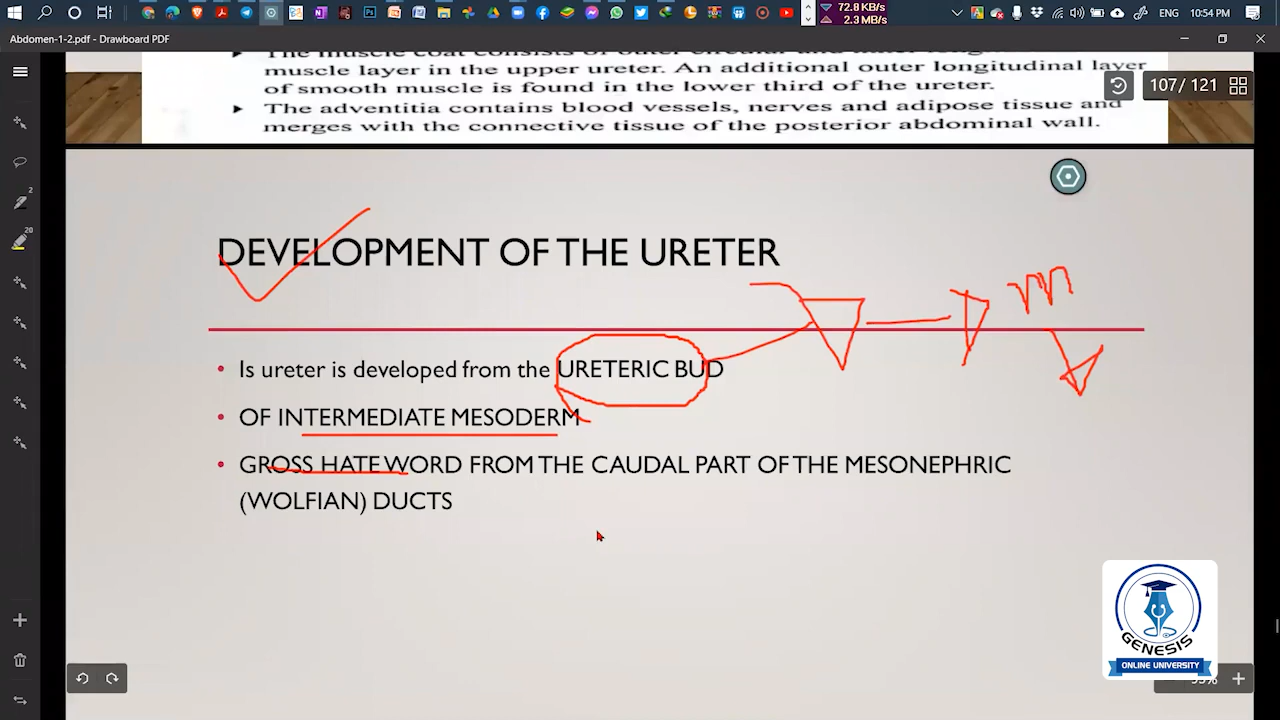 ENG 10:54 PM
72.8 KB/s
2.3 MB/s
Abdomen-1-2.pdf - Drawboard PDF
muscle layer in the upper ureter. An additional outer longitudinal layer
of smooth muscle is found in the lower third of the ureter.
▸ The adventitia contains blood vessels, nerves and adipose tissue and
merges with the connective tissue of the posterior abdominal wall.
107 / 121
2
20
DEVELOPMENT OF THE URETER
• Is ureter is developed from the URETERIC BUD
• OF INTERMEDIATE MESODERM
• GROSS HATE WORD FROM THE CAUDAL PART OF THE MESONEPHRIC
(WOLFIAN) DUCTS
GENESIS
ONLINE UNIVERSITY